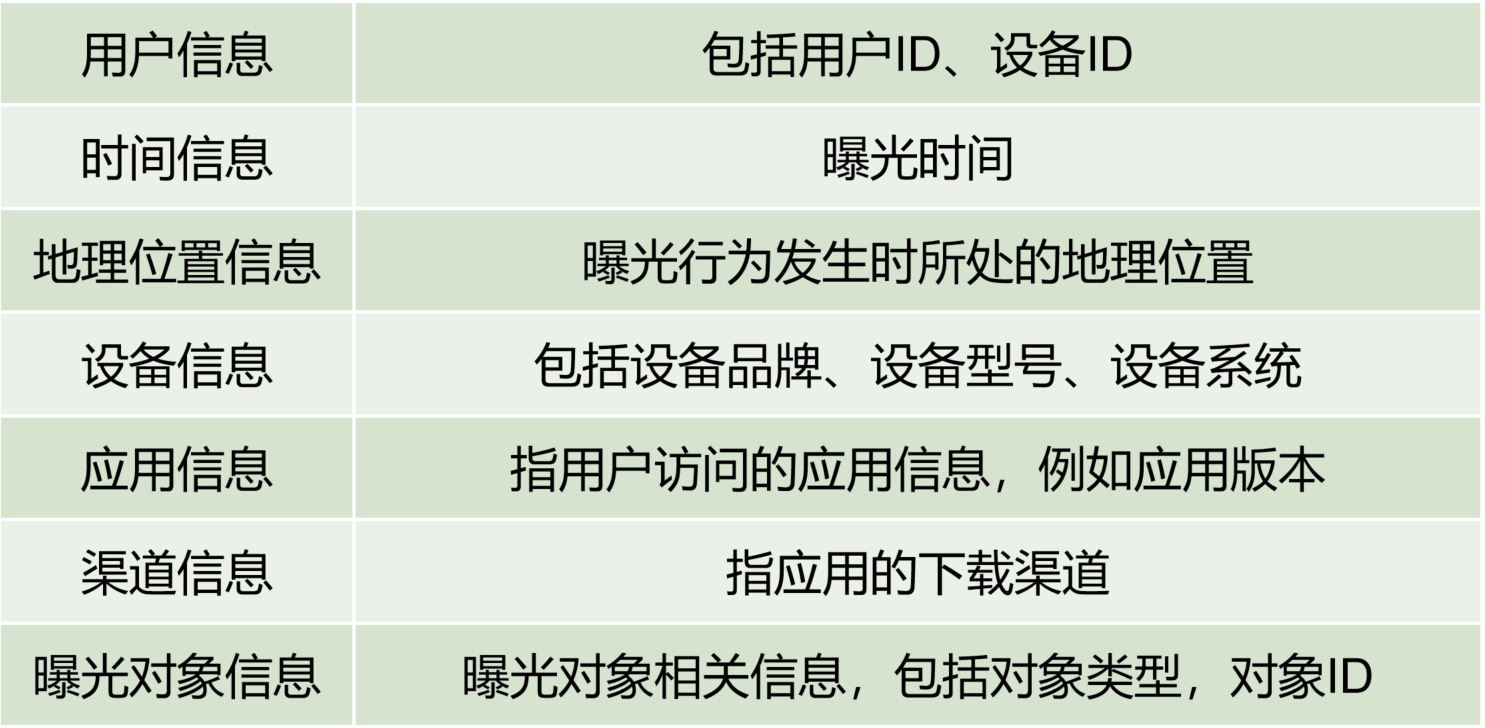 用户信息 包括用户ID、设备ID
时间信息 曝光时间
地理位置信息 曝光行为发生时所处的地理位置
设备信息 包括设备品牌、设备型号、设备系统
应用信息 指用户访问的应用信息，例如应用版本
渠道信息 指应用的下载渠道
曝光对象信息 曝光对象相关信息，包括对象类型，对象ID